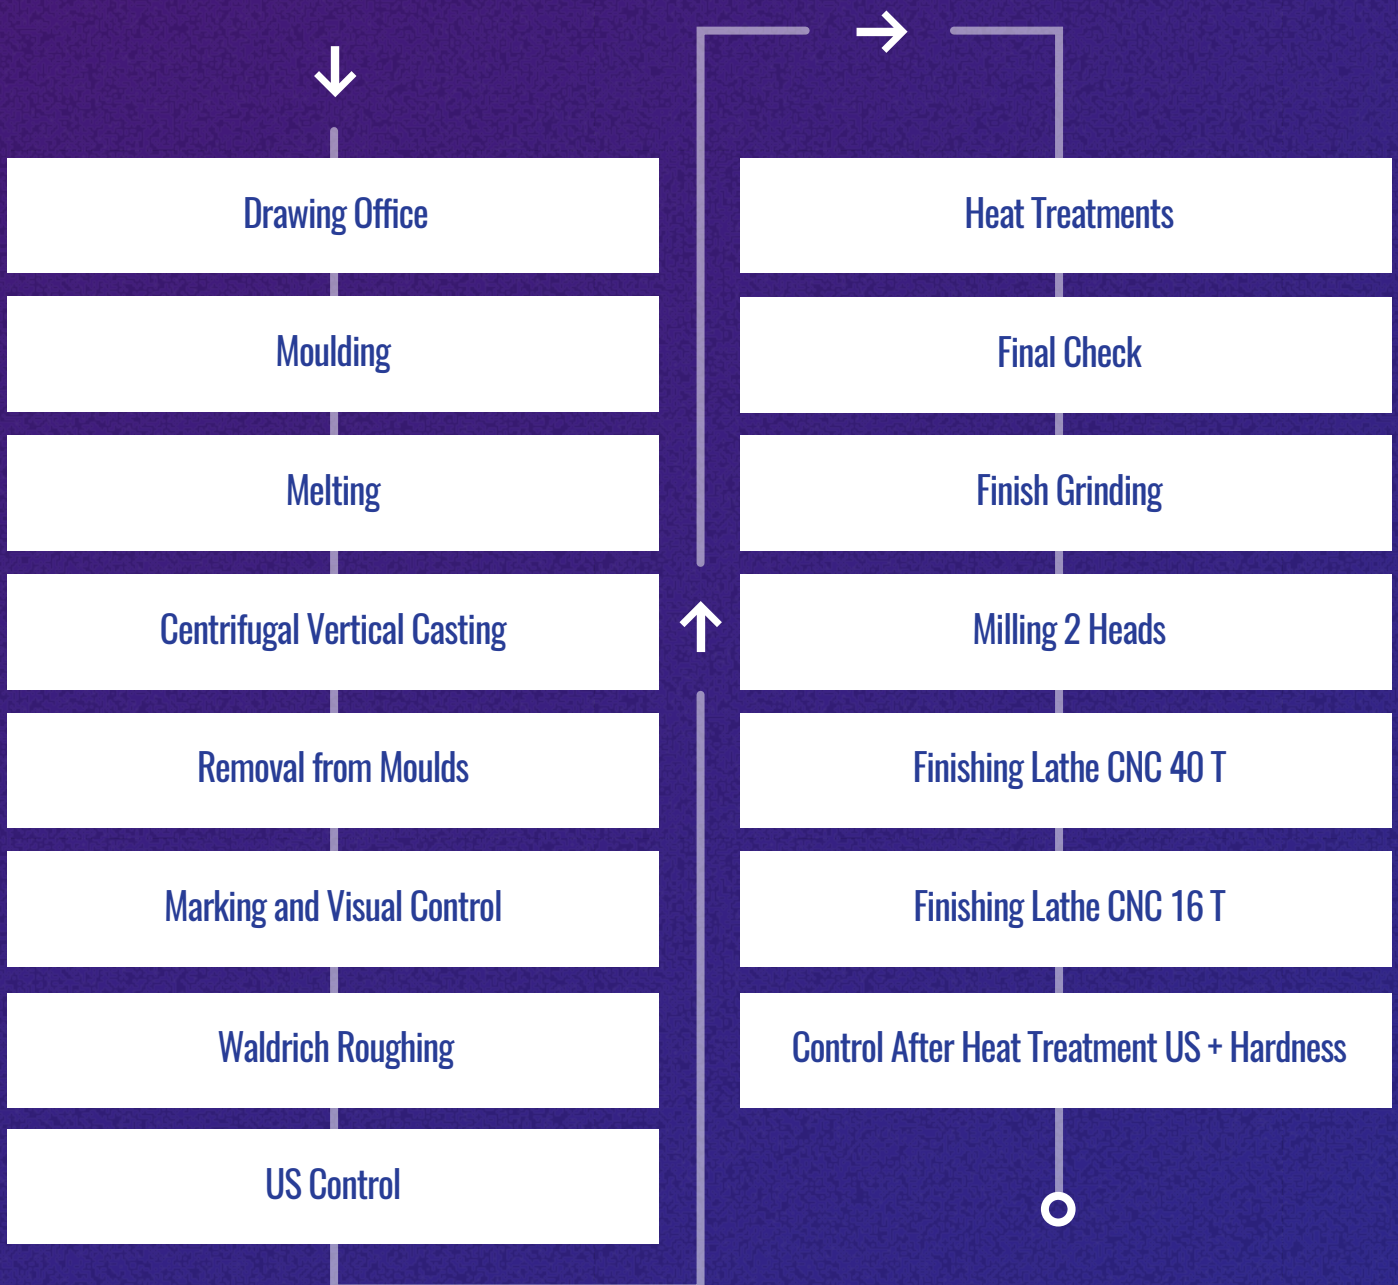 Drawing Office
Moulding
Melting
Centrifugal Vertical Casting
Removal from Moulds
Marking and Visual Control
Waldrich Roughing
US Control
Heat Treatments
Final Check
Finish Grinding
Milling 2 Heads
Finishing Lathe CNC 40 T
Finishing Lathe CNC 16 T
Control After Heat Treatment US + Hardness